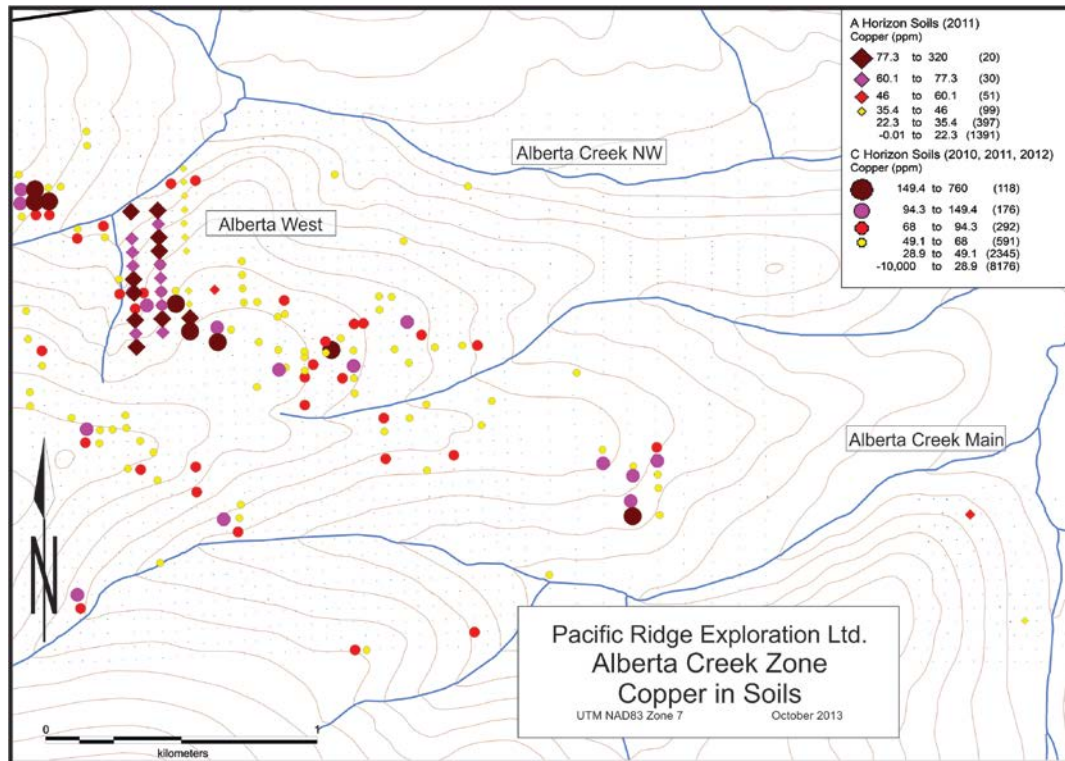 A Horizon Soils (2011)
Copper (ppm)
77.3 to 320 (20)
60.1 to 77.3 (30)
46 to 60.1 (51)
35.4 to 46 (99)
22.3 to 35.4 (397)
-0.01 to 22.3 (1391)
C Horizon Soils (2010, 2011, 2012)
Copper (ppm)
149.4 to 760 (118)
94.3 to 149.4 (176)
68 to 94.3 (292)
49.1 to 68 (591)
28.9 to 49.1 (2345)
-10,000 to 28.9 (8176)
Alberta Creek NW
Alberta West
Alberta Creek Main
N
Pacific Ridge Exploration Ltd.
Alberta Creek Zone
Copper in Soils
UTM NAD83 Zone 7 October 2013
0 1
kilometers